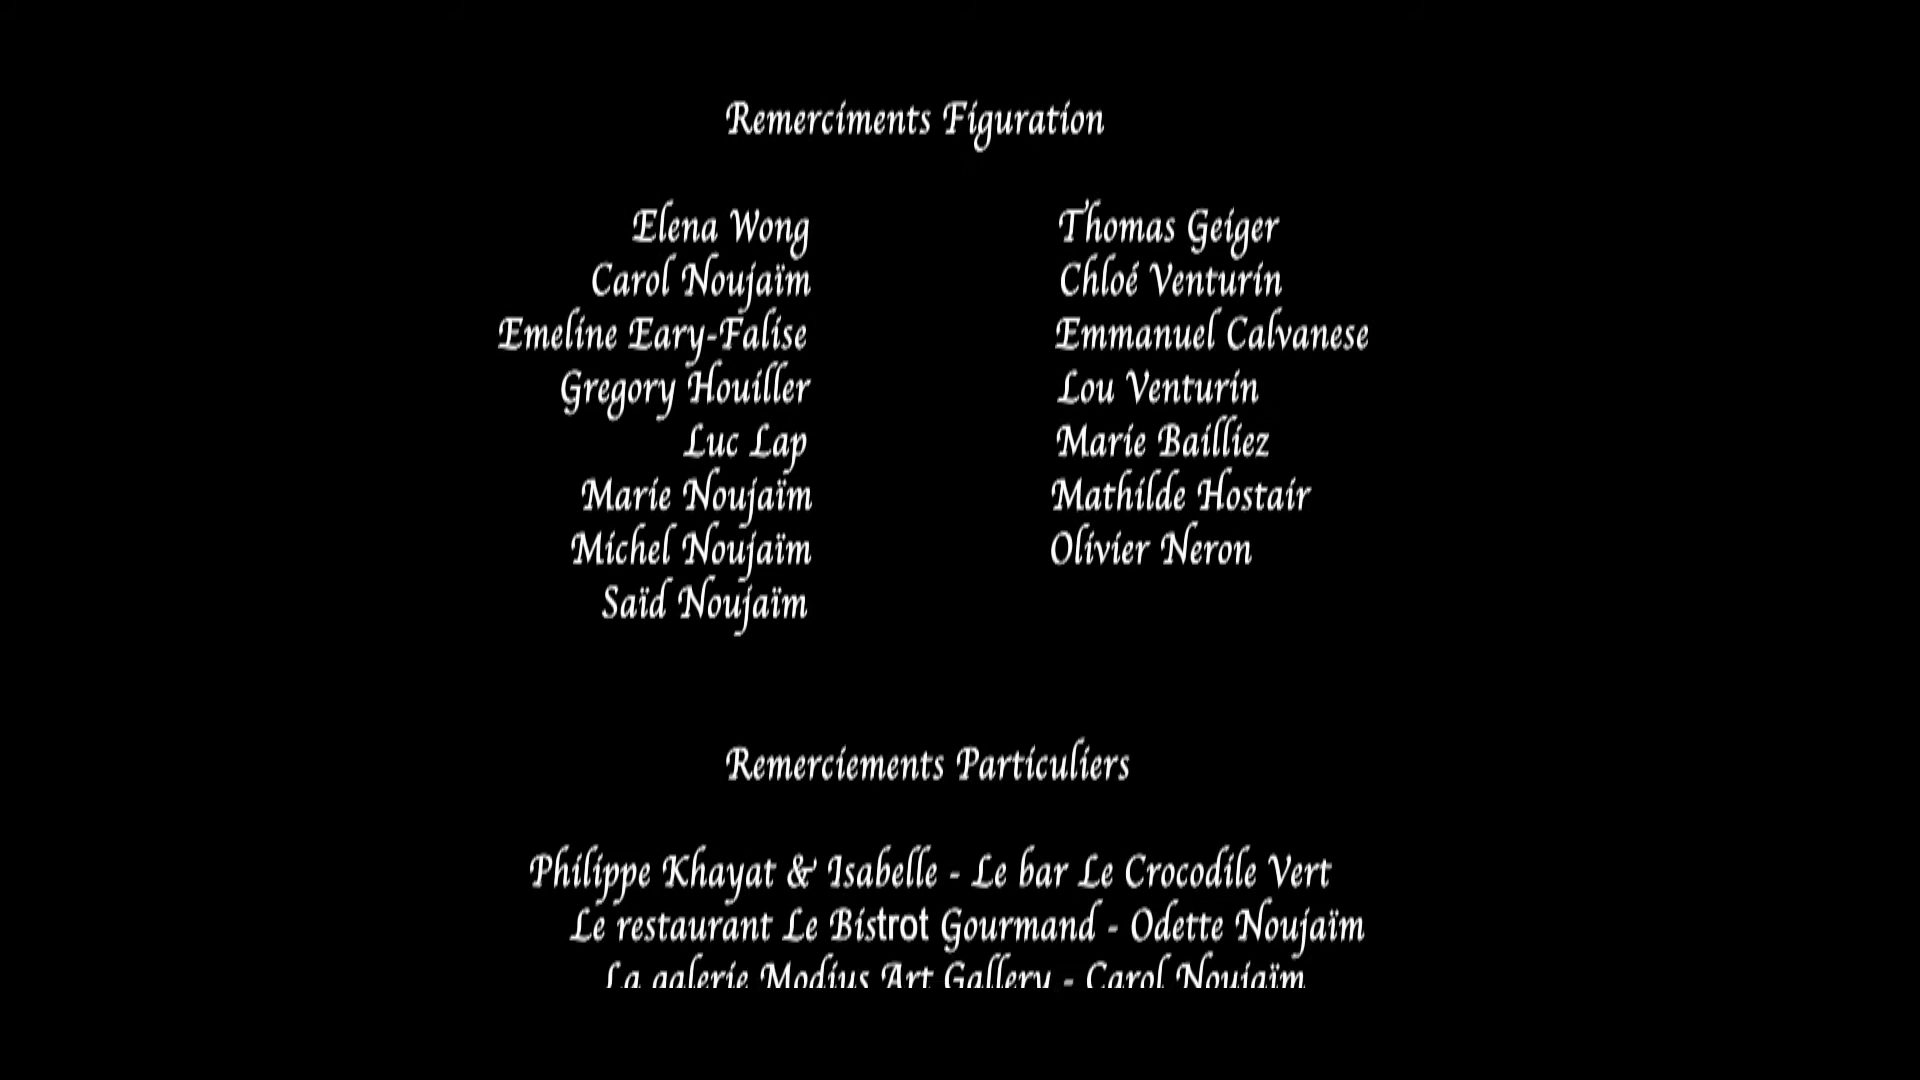 Remerciments Figuration
Elena Wong
Carol Noujaïm
Emeline Eary-Falise
Gregory Houiller
Luc Lap
Marie Noujaïm
Michel Noujaïm
Saïd Noujaïm
Thomas Geiger
Chloé Venturin
Emmanuel Calvanese
Lou Venturin
Marie Bailliez
Mathilde Hostair
Olivier Neron
Remerciements Particuliers
Philippe Khayat & Isabelle - Le bar Le Crocodile Vert
Le restaurant Le Bistrot Gourmand - Odette Noujaïm
La galerie Modius Art Gallery - Carol Noujaïm